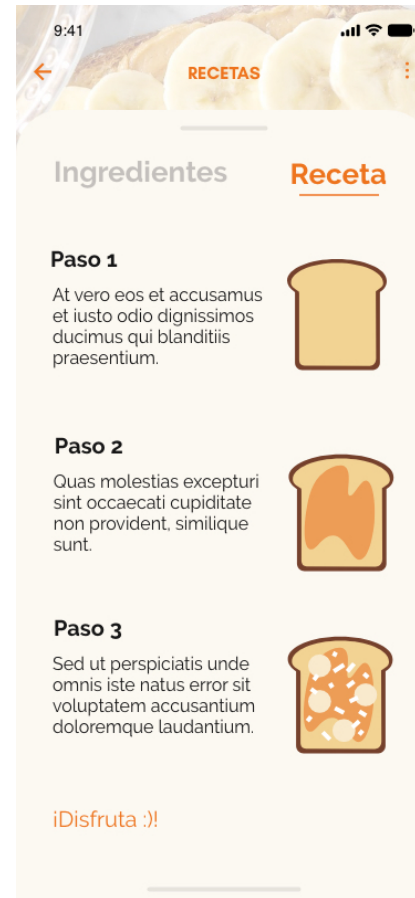 9:41
RECETAS
Ingredientes
Receta
Paso 1
At vero eos et accusamus
et iusto odio dignissimos
ducimus qui blanditiis
praesentium.
Paso 2
Quas molestias excepturi
sint occaecati cupiditate
non provident, similique
sunt.
Paso 3
Sed ut perspiciatis unde
omnis iste natus error sit
voluptatem accusantium
doloremque laudantium.
¡Disfruta :)!